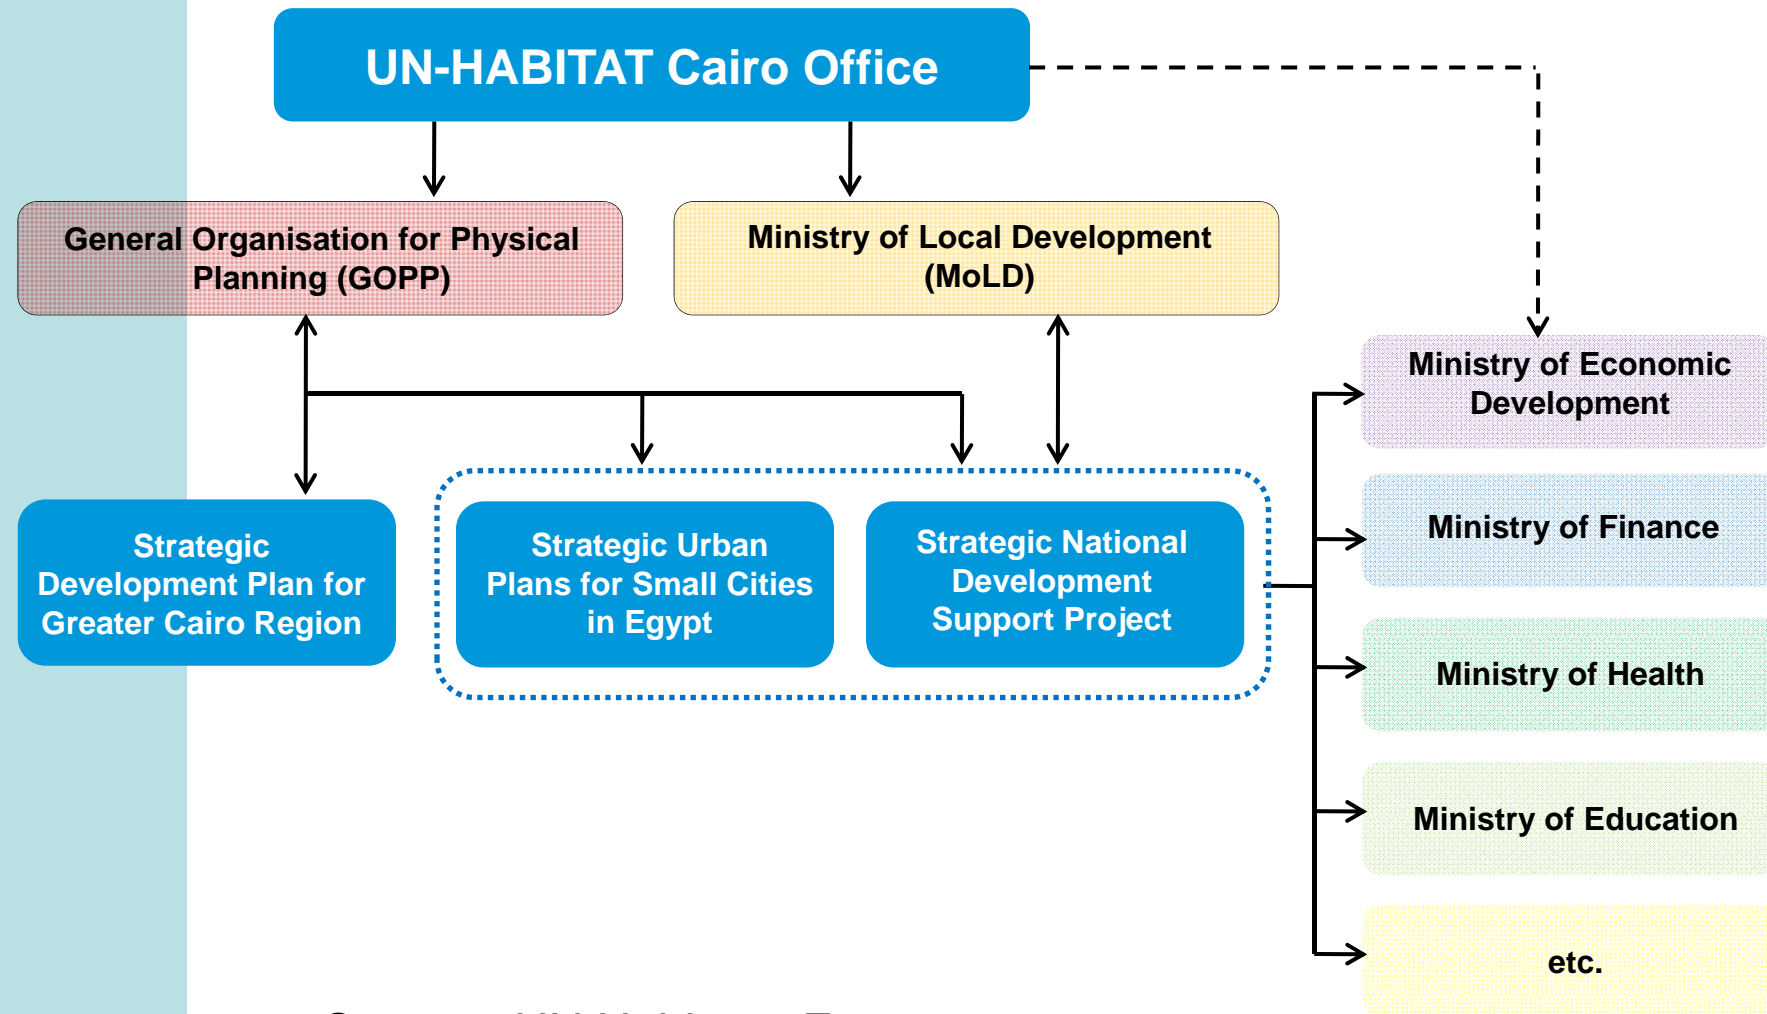 UN-HABITAT Cairo Office
General Organisation for Physical
Planning (GOPP)
Ministry of Local Development
(MoLD)
Ministry of Economic
Development
Strategic
Development Plan for
Greater Cairo Region
Strategic Urban
Plans for Small Cities
in Egypt
Strategic National
Development
Support Project
Ministry of Finance
Ministry of Health
Ministry of Education
etc.